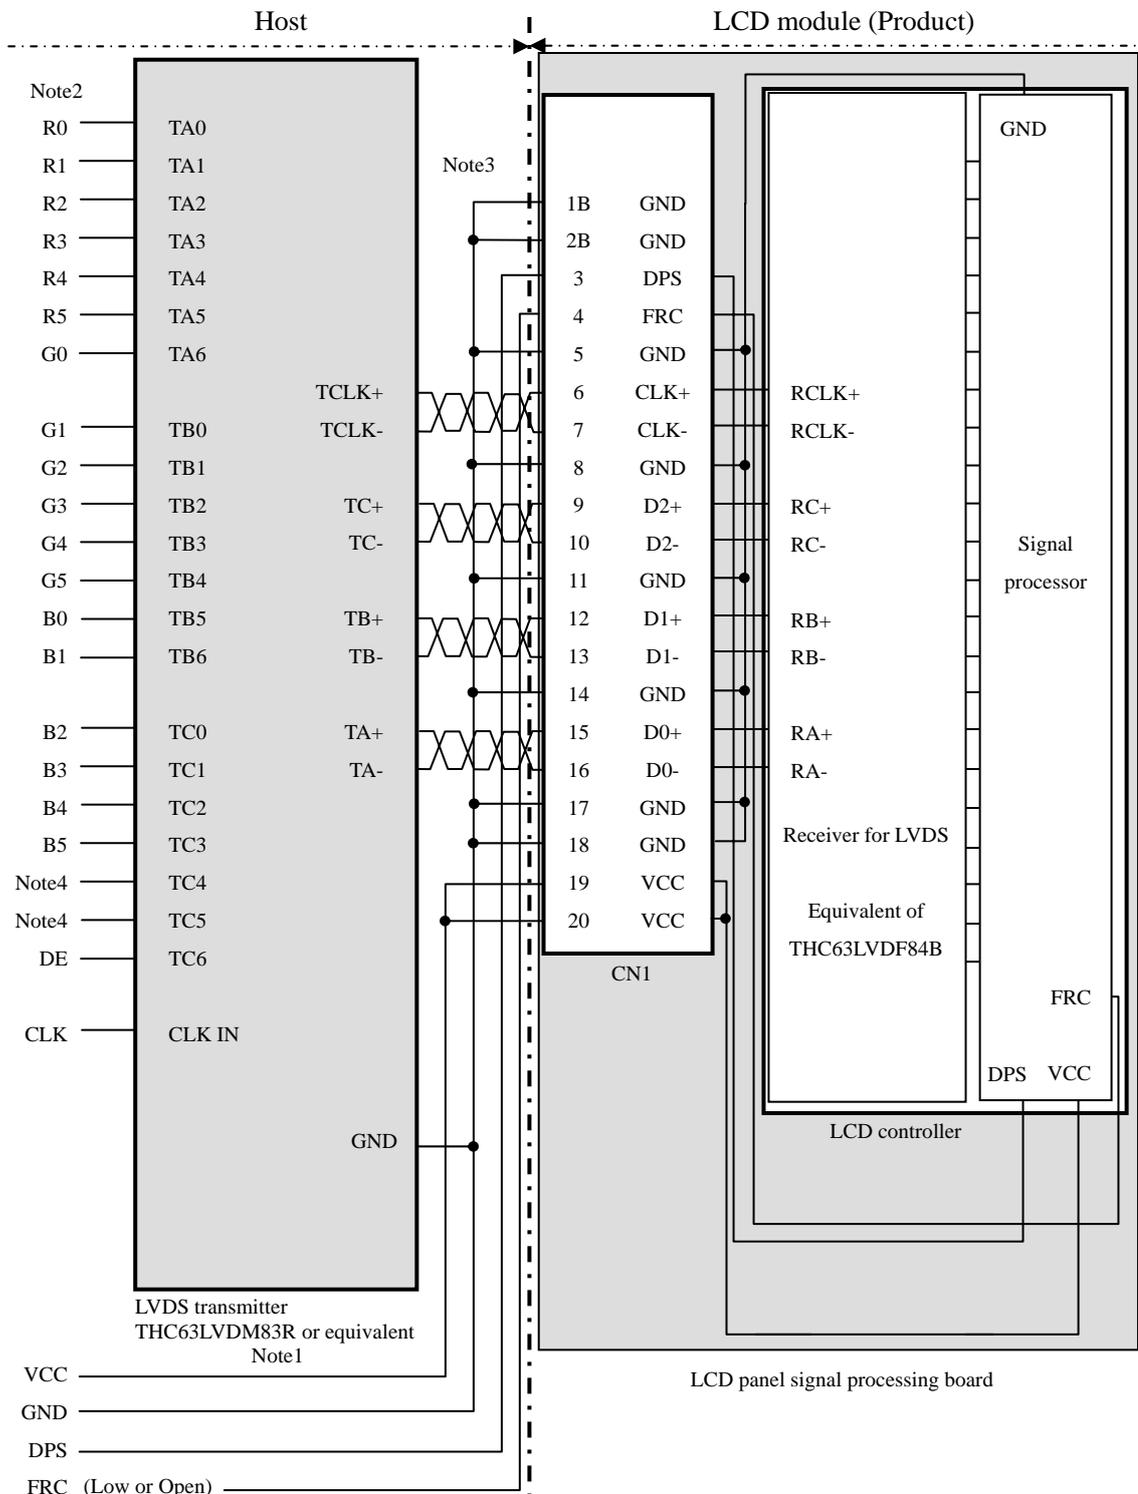 Host LCD module (Product)
Note2
R0 TA0 GND
R1 TA1 Note3
R2 TA2 1B GND
R3 TA3 2B GND
R4 TA4 3 DPS
R5 TA5 4 FRC
G0 TA6 5 GND
TCLK+ 6 CLK+ RCLK+
G1 TB0 TCLK- 7 CLK- RCLK-
G2 TB1 8 GND
G3 TB2 TC+ 9 D2+ RC+
G4 TB3 TC- 10 D2- RC- Signal
G5 TB4 11 GND processor
B0 TB5 TB+ 12 D1+ RB+
B1 TB6 TB- 13 D1- RB-
14 GND
B2 TC0 TA+ 15 D0+ RA+
B3 TC1 TA- 16 D0- RA-
B4 TC2 17 GND
B5 TC3 18 GND Receiver for LVDS
Note4 TC4 19 VCC
Note4 TC5 20 VCC Equivalent of
DE TC6 THC63LVDF84B
CN1
FRC
CLK CLK IN
DPS VCC
GND LCD controller
LVDS transmitter
THC63LVDM83R or equivalent
Note1
VCC LCD panel signal processing board
GND
DPS
FRC (Low or Open)